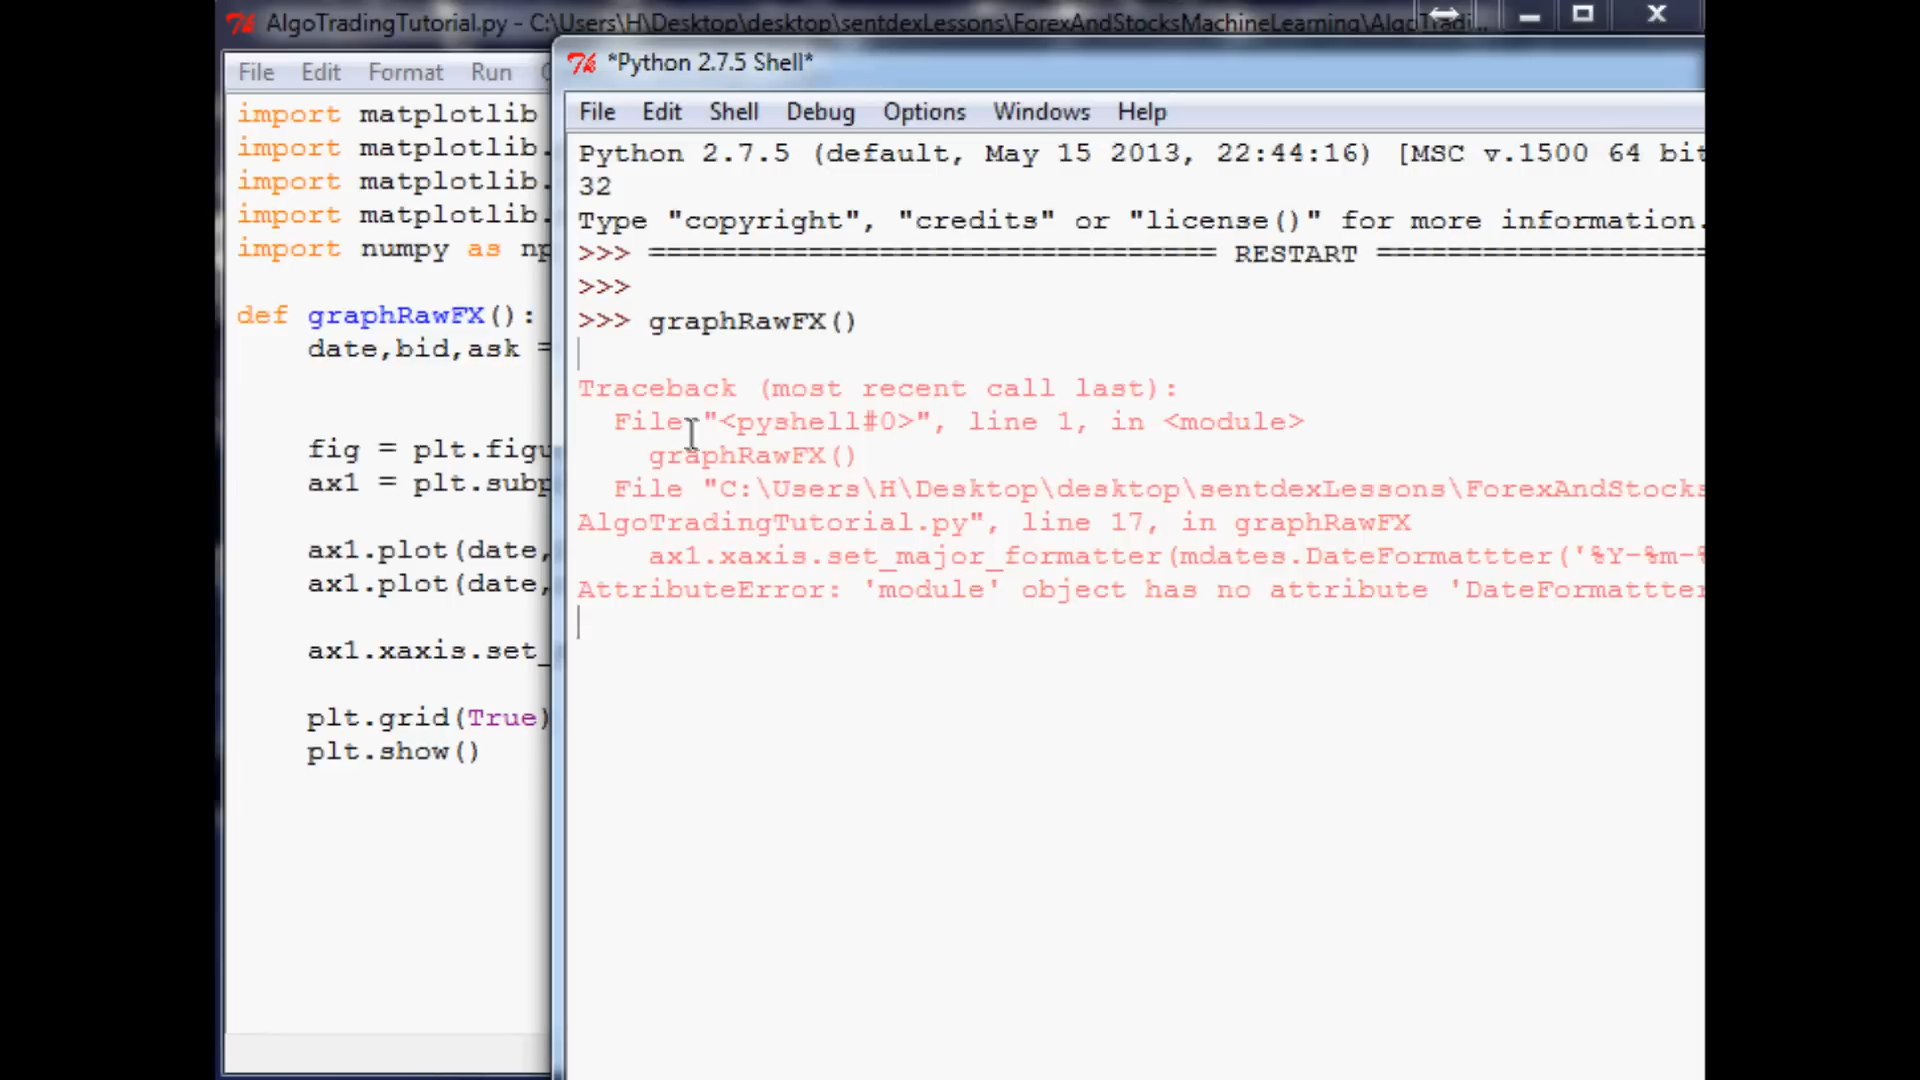 AlgoTradingTutorial.py - C:\Users\H\Desktop\desktop\sentdexLessons\ForexAndStocksMachineLearning\AlgoTradi...
File Edit Format Run
import matplotlib
import matplotlib.
import matplotlib.
import matplotlib.
import numpy as np
def graphRawFX():
date,bid,ask =
fig = plt.figu
ax1 = plt.subp
ax1.plot(date,
ax1.plot(date,
ax1.xaxis.set_
plt.grid(True)
plt.show()
*Python 2.7.5 Shell*
File Edit Shell Debug Options Windows Help
Python 2.7.5 (default, May 15 2013, 22:44:16) [MSC v.1500 64 bit
32
Type "copyright", "credits" or "license()" for more information.
>>> ================================ RESTART ===================
>>>
>>> graphRawFX()
Traceback (most recent call last):
File "<pyshell#0>", line 1, in <module>
graphRawFX()
File "C:\Users\H\Desktop\desktop\sentdexLessons\ForexAndStocks
AlgoTradingTutorial.py", line 17, in graphRawFX
ax1.xaxis.set_major_formatter(mdates.DateFormattter('%Y-%m-%
AttributeError: 'module' object has no attribute 'DateFormattter